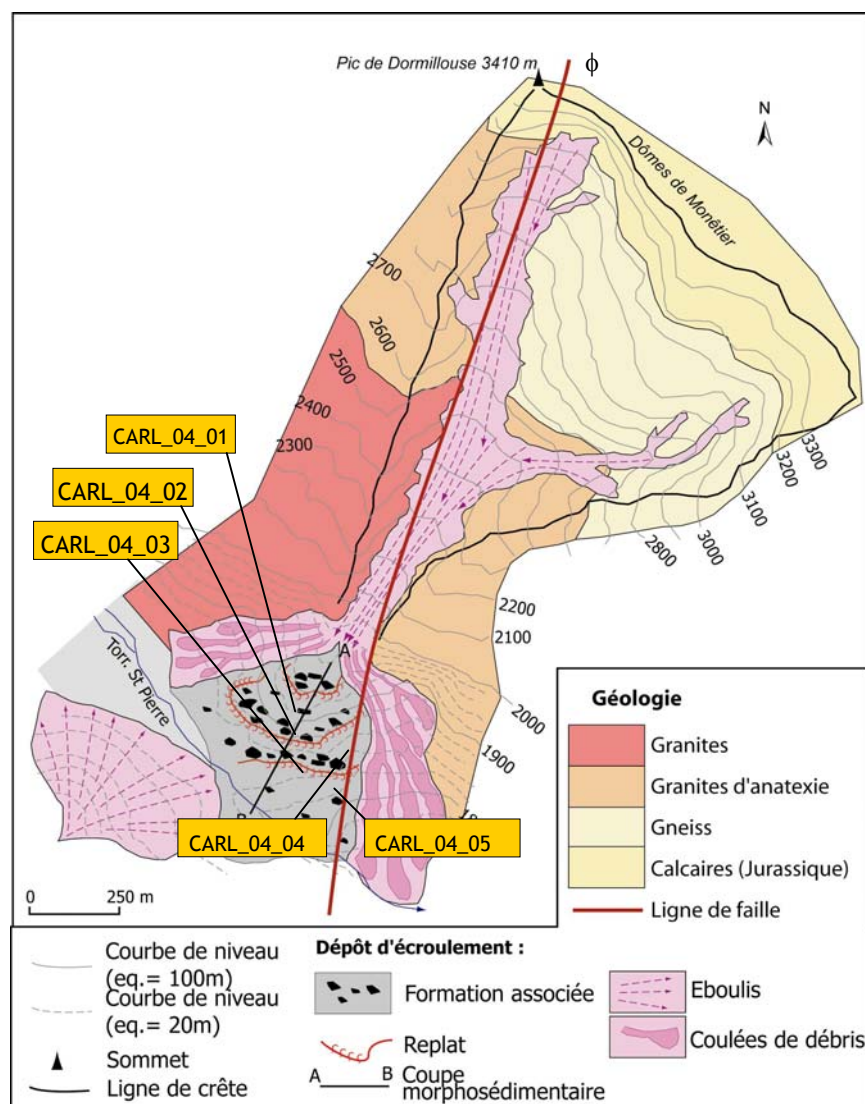 Pic de Dormillouse 3410 m
ϕ
N
Dômes de Monêtier
2700
2600
2500
2400
2300
CARL_04_01
CARL_04_02
CARL_04_03
3300
3200
3100
3000
2800
2200
2100
2000
1900
Torr. St Pierre
A
CARL_04_04
CARL_04_05
0 250 m
Géologie
Granites
Granites d'anatexie
Gneiss
Calcaires (Jurassique)
Ligne de faille
Courbe de niveau
(eq.= 100m)
Courbe de niveau
(eq.= 20m)
Sommet
Ligne de crête
Dépôt d'écroulement :
Formation associée
Replat
A B Coupe
morphosédimentaire
Eboulis
Coulées de débris